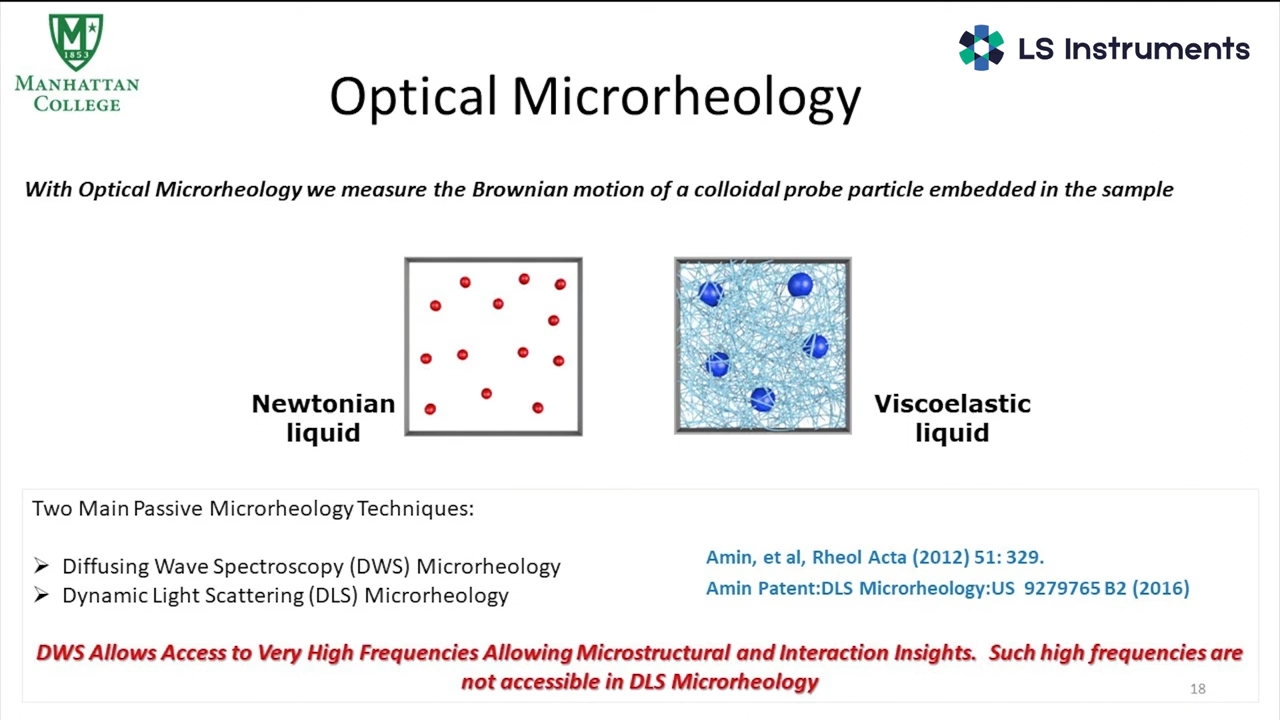 M
1853
MANHATTAN
COLLEGE
LS Instruments
Optical Microrheology
With Optical Microrheology we measure the Brownian motion of a colloidal probe particle embedded in the sample
Newtonian
liquid
Viscoelastic
liquid
Two Main Passive Microrheology Techniques:
Diffusing Wave Spectroscopy (DWS) Microrheology
Dynamic Light Scattering (DLS) Microrheology
Amin, et al, Rheol Acta (2012) 51: 329.
Amin Patent:DLS Microrheology:US 9279765 B2 (2016)
DWS Allows Access to Very High Frequencies Allowing Microstructural and Interaction Insights. Such high frequencies are
not accessible in DLS Microrheology
18